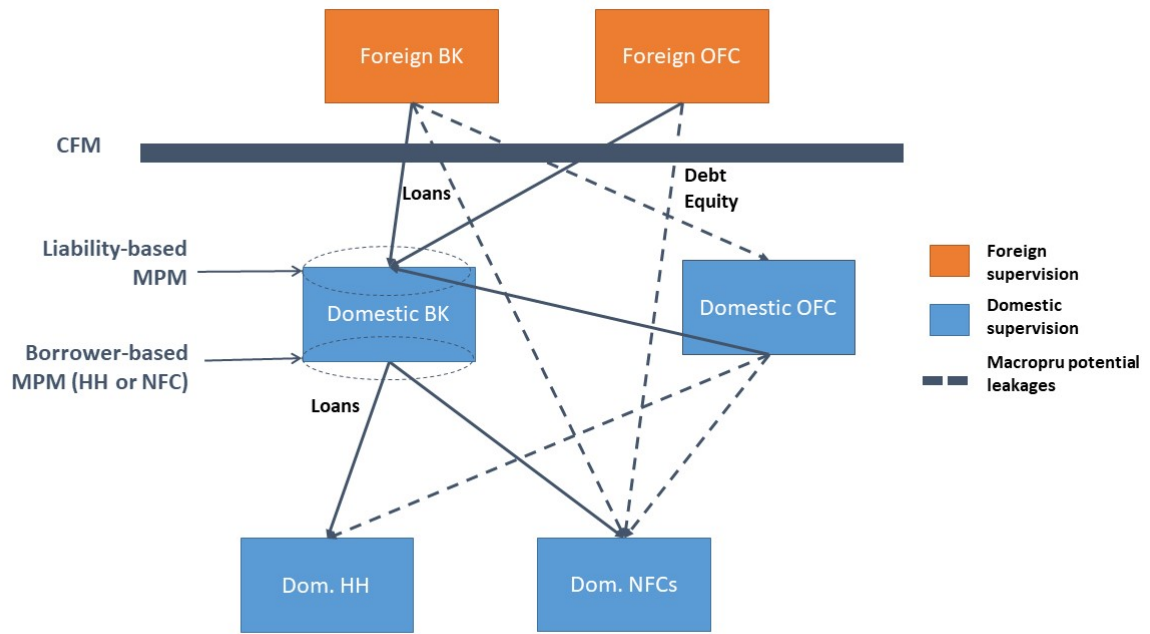 Foreign BK
Foreign OFC
CFM
Loans
Debt
Equity
Liability-based
MPM
Domestic BK
Domestic OFC
Foreign
supervision
Domestic
supervision
Macropru potential
leakages
Borrower-based
MPM (HH or NFC)
Loans
Dom. HH
Dom. NFCs